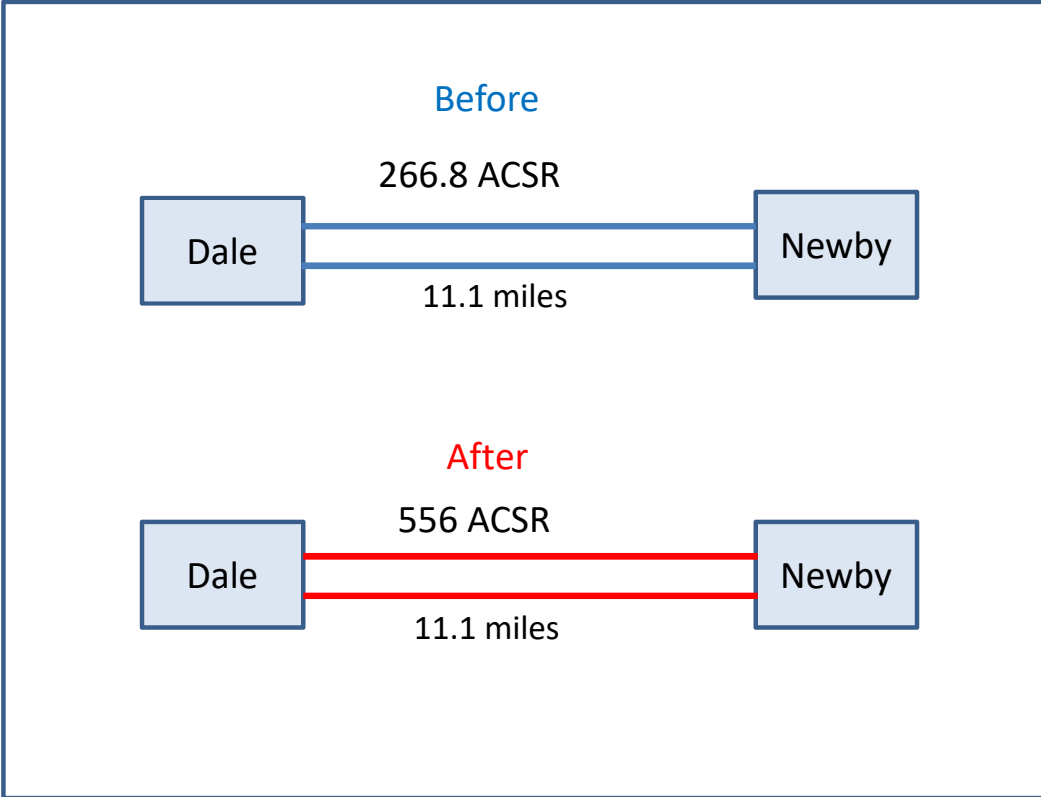 Before
266.8 ACSR
Dale
Newby
11.1 miles
After
556 ACSR
Dale
Newby
11.1 miles